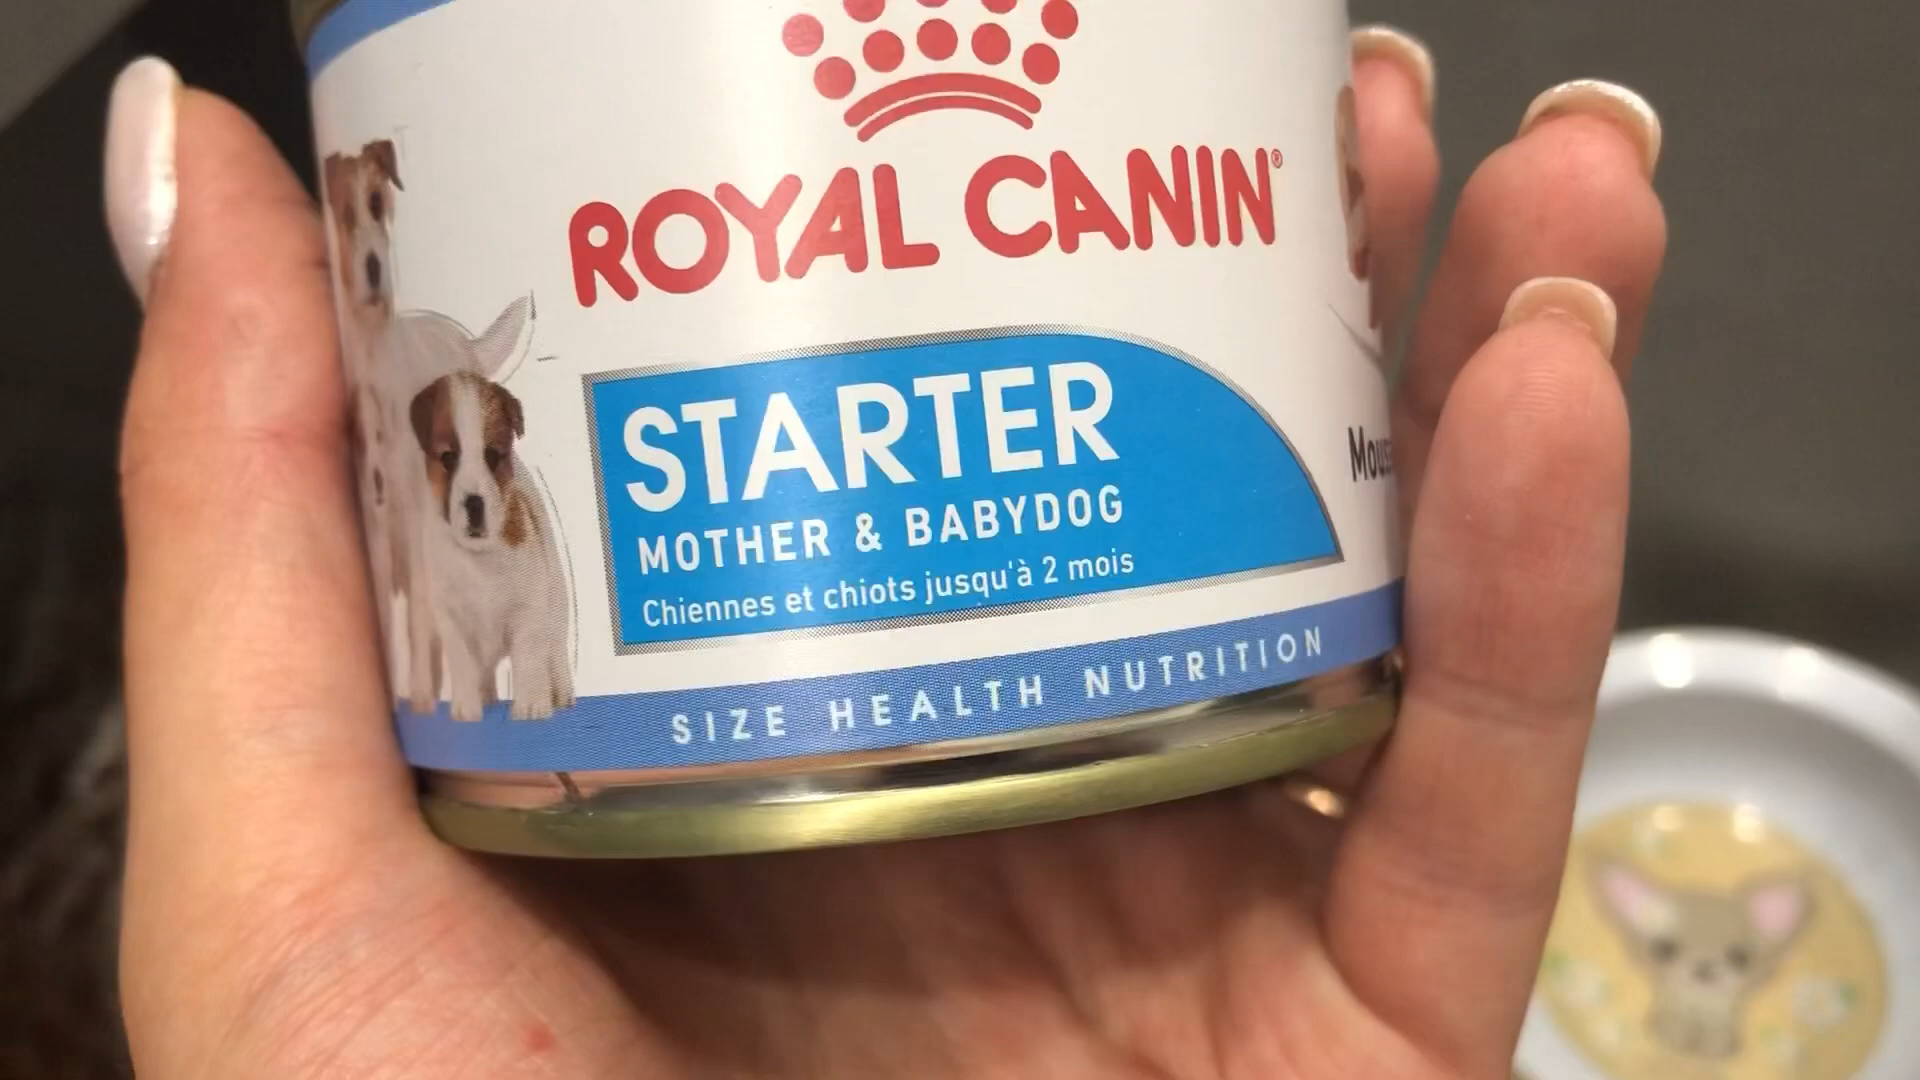 ROYAL CANIN®
STARTER
MOTHER & BABYDOG
Chiennes et chiots jusqu'à 2 mois
SIZE HEALTH NUTRITION